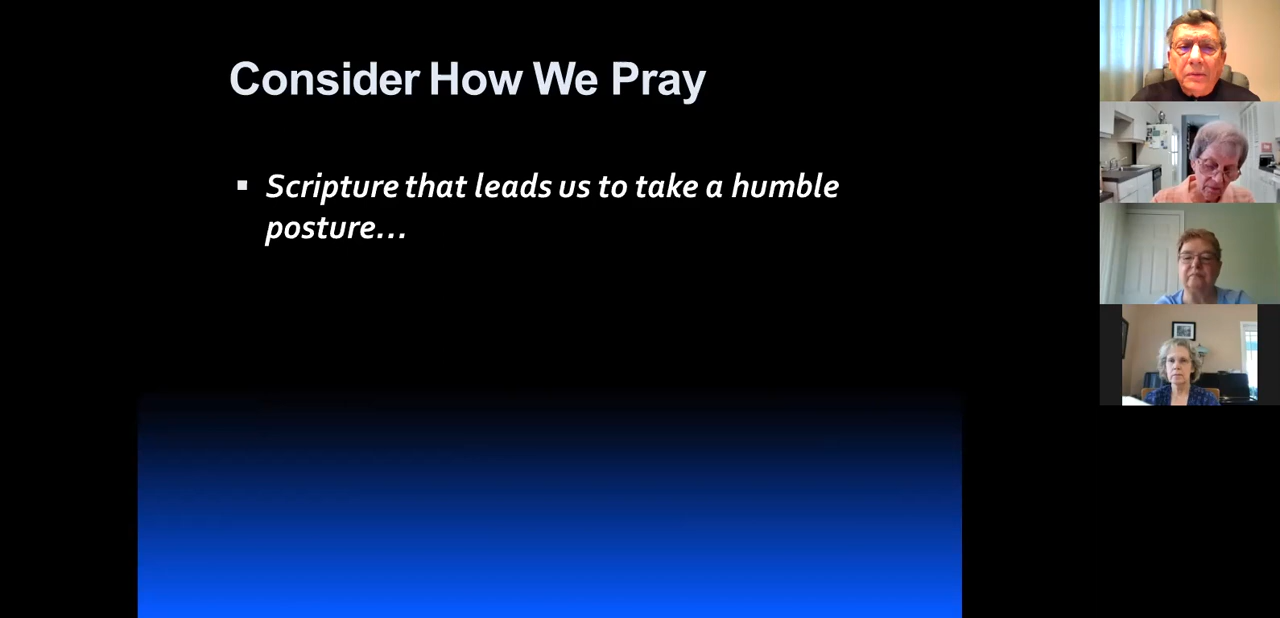 Consider How We Pray
▪ Scripture that leads us to take a humble
posture...